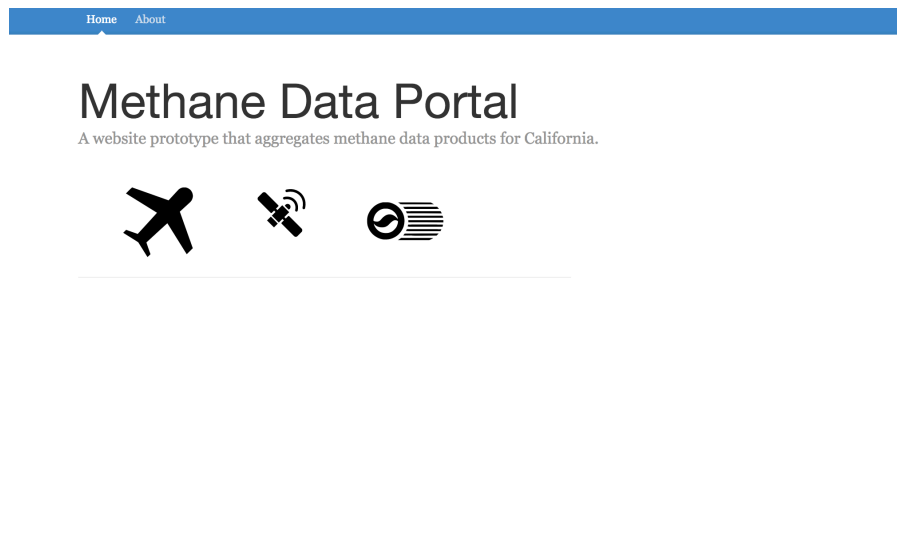 Home
About
Methane Data Portal
A website prototype that aggregates methane data products for California.